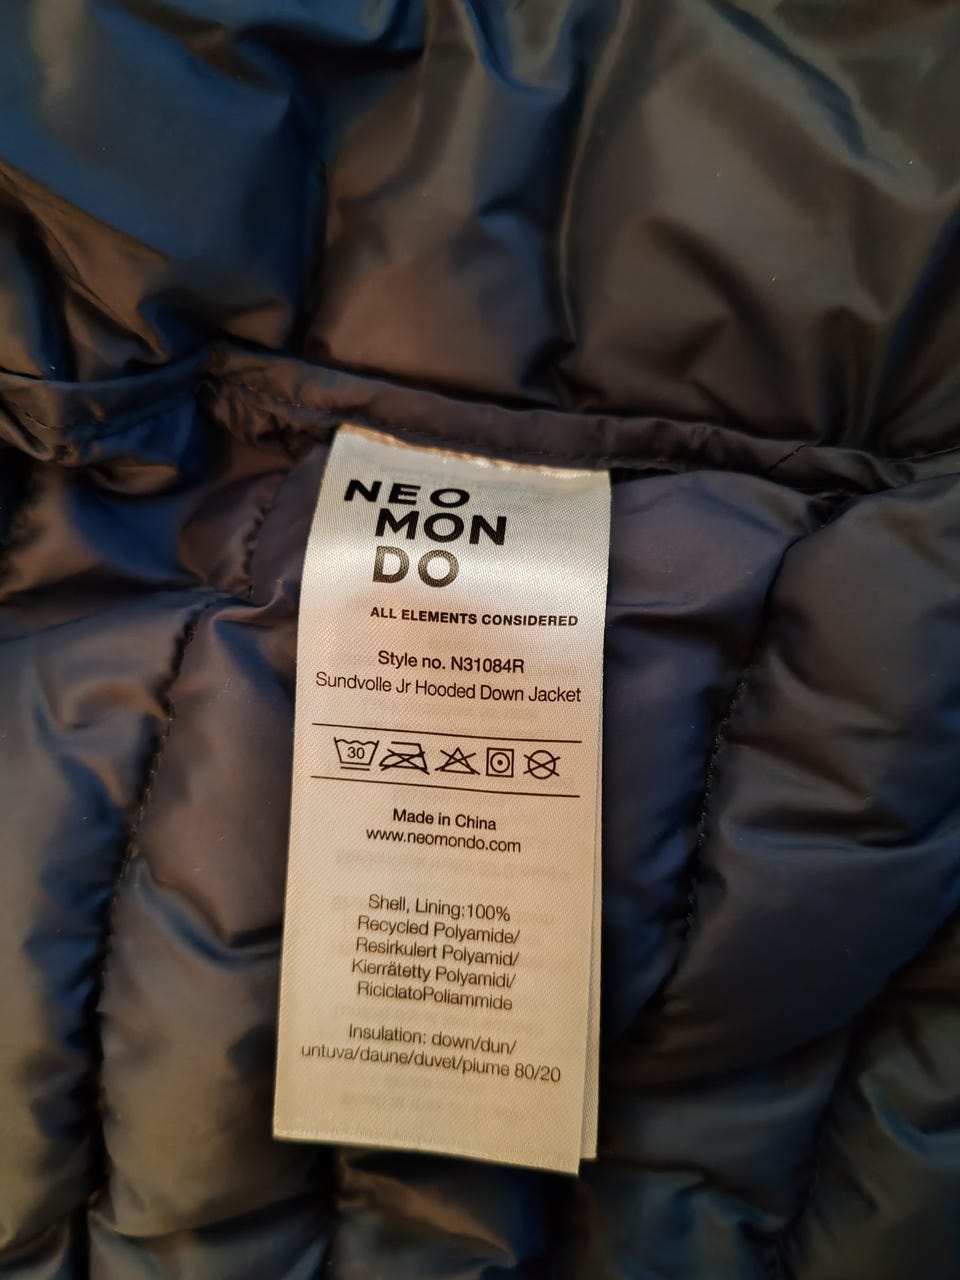 NEO
MON
DO
ALL ELEMENTS CONSIDERED
Style no. N31084R
Sundvolle Jr Hooded Down Jacket
30
Made in China
www.neomondo.com
Shell, Lining:100%
Recycled Polyamide/
Resirkulert Polyamid/
Kierrätetty Polyamidi/
RiciclatoPoliammide
Insulation: down/dun/
untuva/daune/duvet/piume 80/20